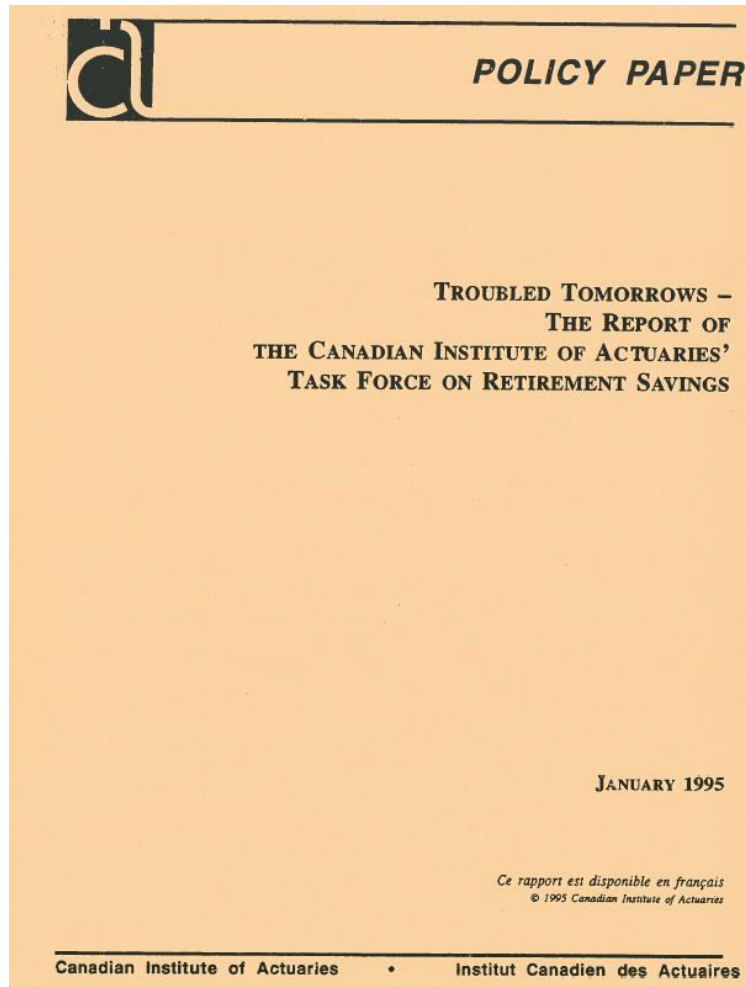 POLICY PAPER
TROUBLED TOMORROWS –
THE REPORT OF
THE CANADIAN INSTITUTE OF ACTUARIES'
TASK FORCE ON RETIREMENT SAVINGS
JANUARY 1995
Ce rapport est disponible en français
© 1995 Canadian Institute of Actuaries
Canadian Institute of Actuaries • Institut Canadien des Actuaires